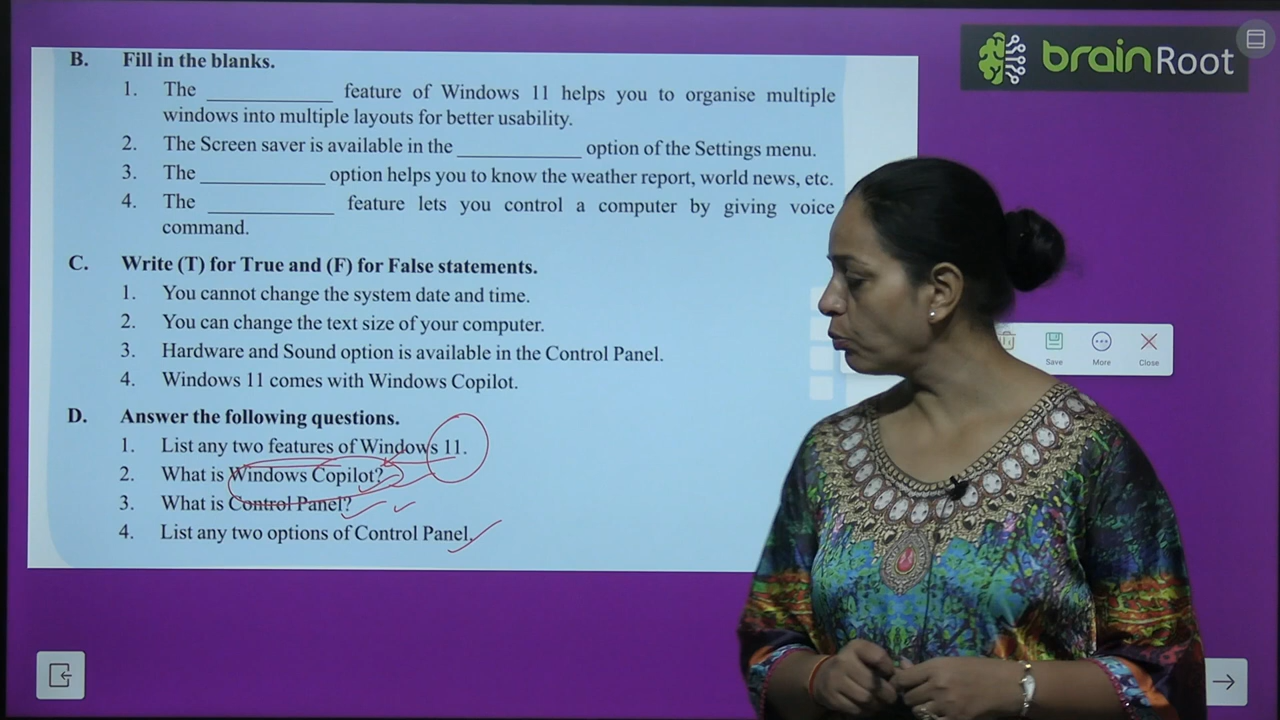 brainRoot
B. Fill in the blanks.
1. The ____________ feature of Windows 11 helps you to organise multiple
windows into multiple layouts for better usability.
2. The Screen saver is available in the ____________ option of the Settings menu.
3. The ____________ option helps you to know the weather report, world news, etc.
4. The ____________ feature lets you control a computer by giving voice
command.
C. Write (T) for True and (F) for False statements.
1. You cannot change the system date and time.
2. You can change the text size of your computer.
3. Hardware and Sound option is available in the Control Panel.
4. Windows 11 comes with Windows Copilot.
Save More Close
D. Answer the following questions.
1. List any two features of Windows 11.
2. What is Windows Copilot?
3. What is Control Panel?
4. List any two options of Control Panel.